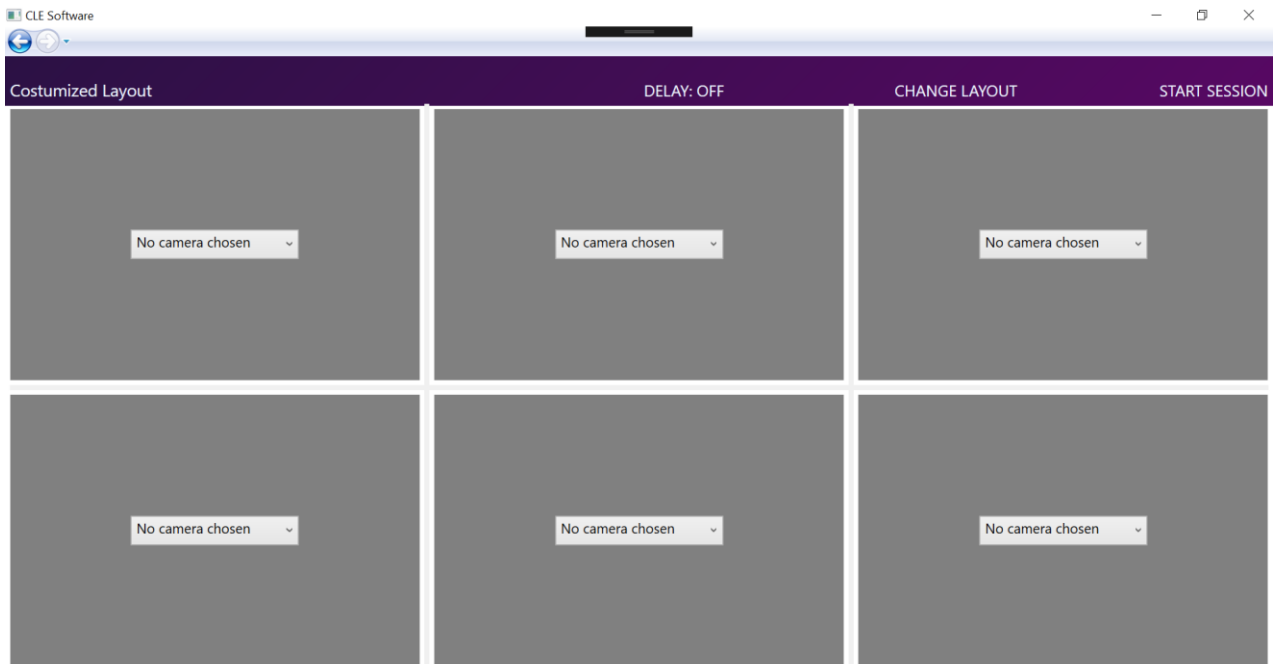 CLE Software
Costumized Layout DELAY: OFF CHANGE LAYOUT START SESSION
No camera chosen No camera chosen No camera chosen
No camera chosen No camera chosen No camera chosen